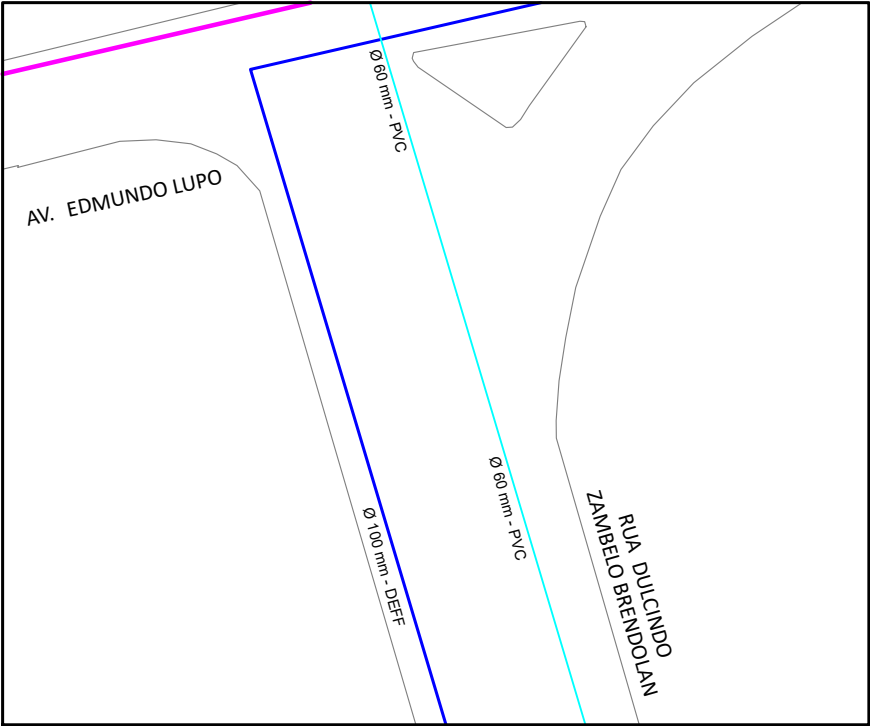 Ø 60 mm - PVC
AV. EDMUNDO LUPO
Ø 60 mm - PVC
Ø 100 mm - DEFF
RUA DULCINDO
ZAMBELO BRENDOLAN